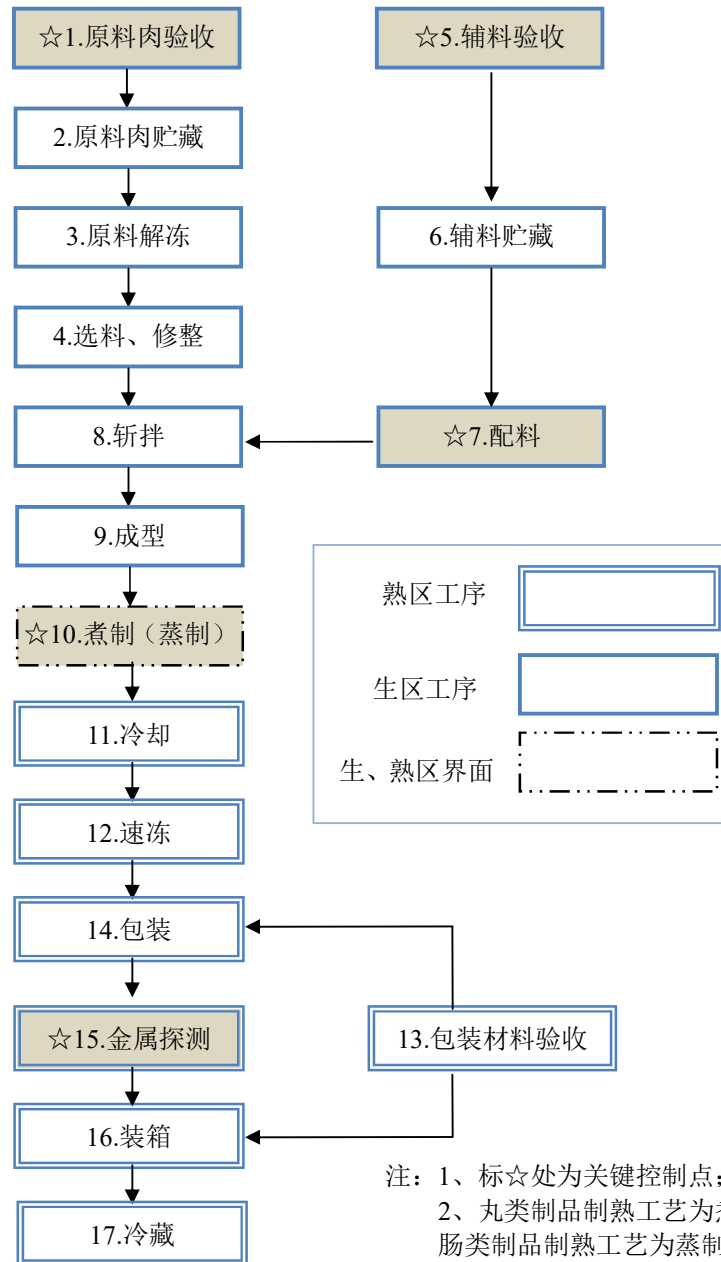 ☆1.原料肉验收
☆5.辅料验收
2.原料肉贮藏
3.原料解冻
6.辅料贮藏
4.选料、修整
8.斩拌
☆7.配料
9.成型
熟区工序
☆10.煮制（蒸制）
生区工序
11.冷却
生、熟区界面
12.速冻
14.包装
☆15.金属探测
13.包装材料验收
16.装箱
注：1、标☆处为关键控制点；
2、丸类制品制熟工艺为
17.冷藏
肠类制品制熟工艺为蒸制